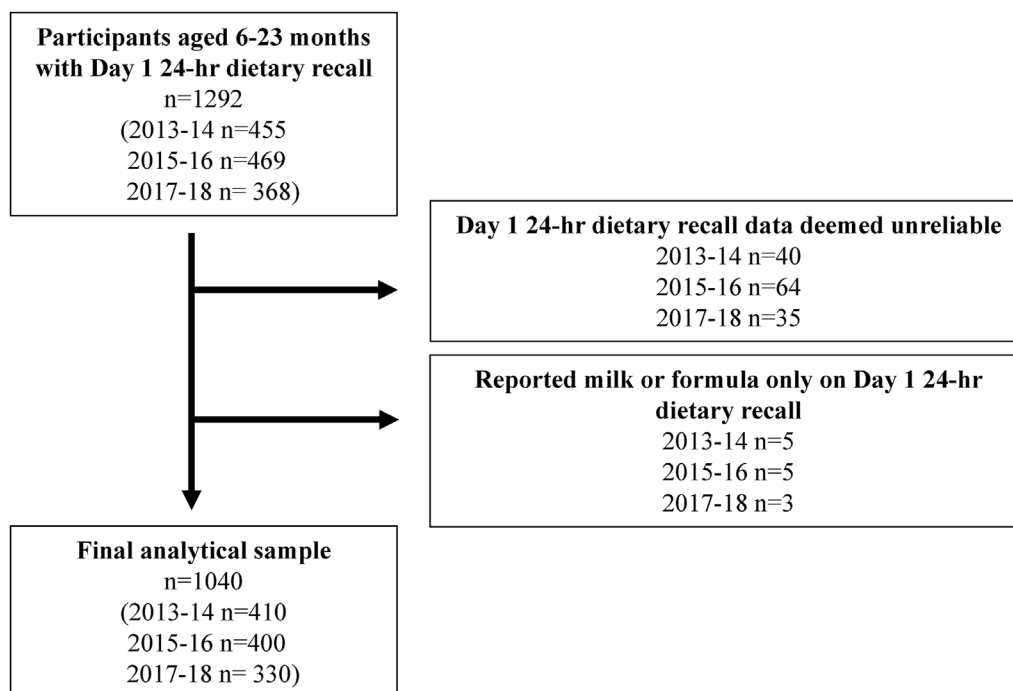 Participants aged 6-23 months
with Day 1 24-hr dietary recall
n=1292
(2013-14 n=455
2015-16 n=469
2017-18 n= 368)
Day 1 24-hr dietary recall data deemed unreliable
2013-14 n=40
2015-16 n=64
2017-18 n=35
Reported milk or formula only on Day 1 24-hr
dietary recall
2013-14 n=5
2015-16 n=5
2017-18 n=3
Final analytical sample
n=1040
(2013-14 n=410
2015-16 n=400
2017-18 n= 330)